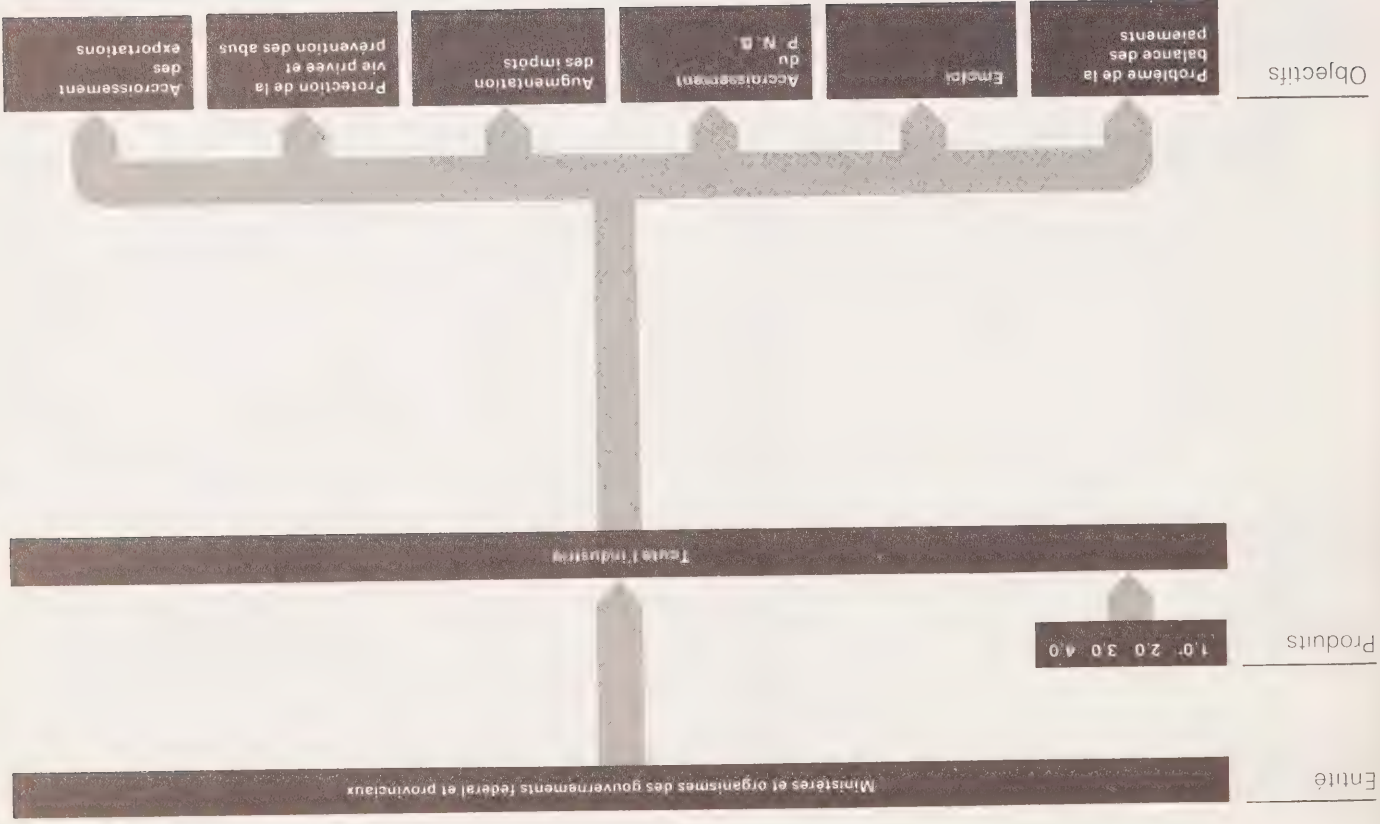 Entité
Ministères et organismes des gouvernements fédéral et provinciaux
Produits
1,0 2,0 3,0 4,0
Toute l'industrie
Objectifs
Problème de la
balance des
paiements
Emploi
Accroissement
du
P.N.B.
Augmentation
des impôts
Protection de la
vie privée et
prévention des abus
Accroissement
des
exportations